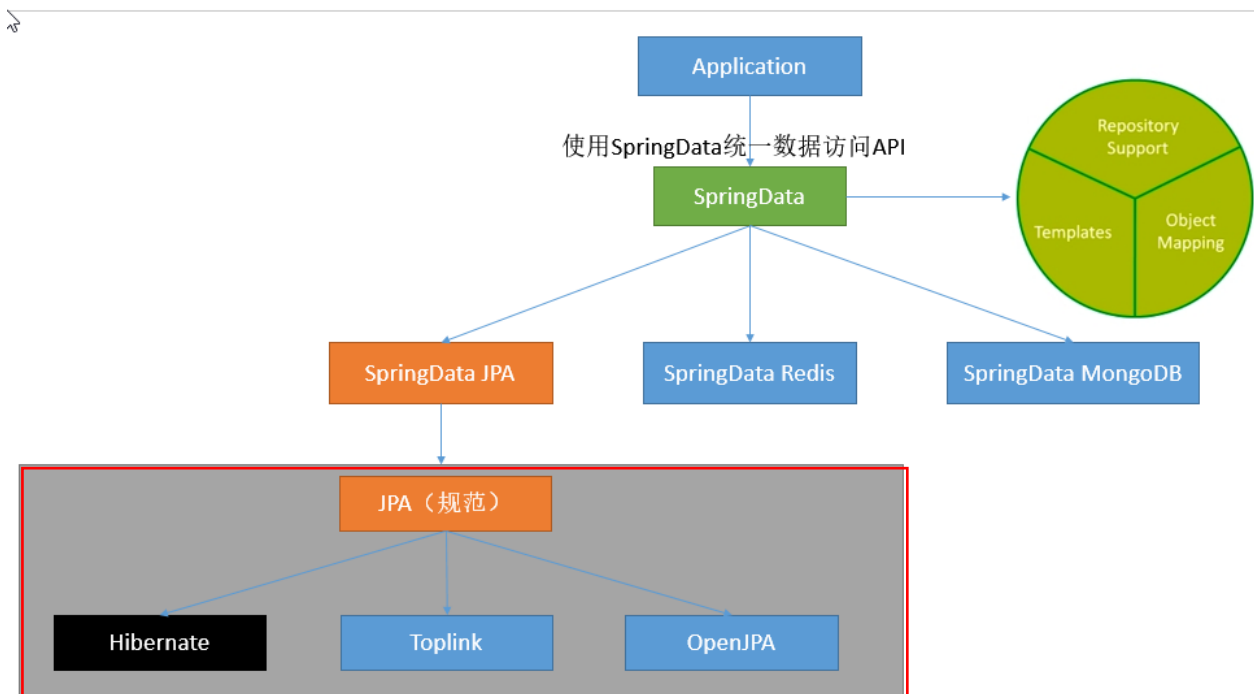 Application
使用SpringData统一数据访问API
SpringData
Repository
Support
Templates
Object
Mapping
SpringData JPA
SpringData Redis
SpringData MongoDB
JPA（规范）
Hibernate
Toplink
OpenJPA